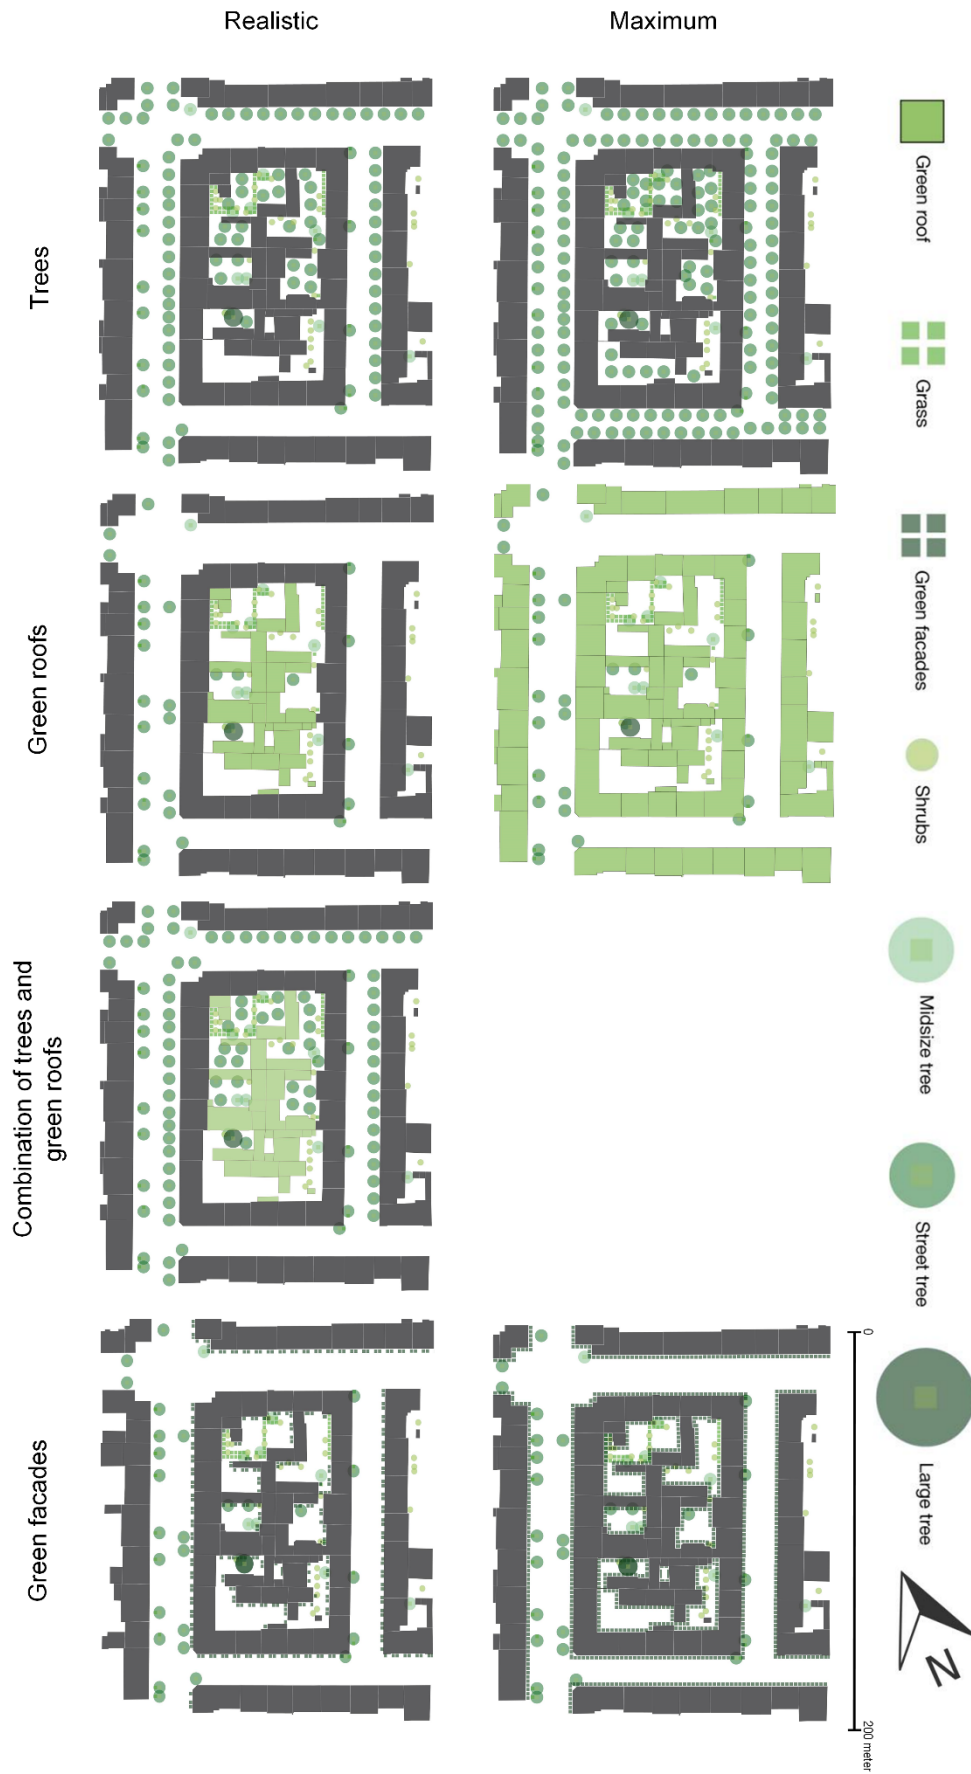 Realistic
Maximum
Trees
Green roofs
Combination of trees and
green roofs
Green facades
Green roof
Grass
Green facades
Shrubs
Midsize tree
Street tree
Large tree
N
0
200 meter